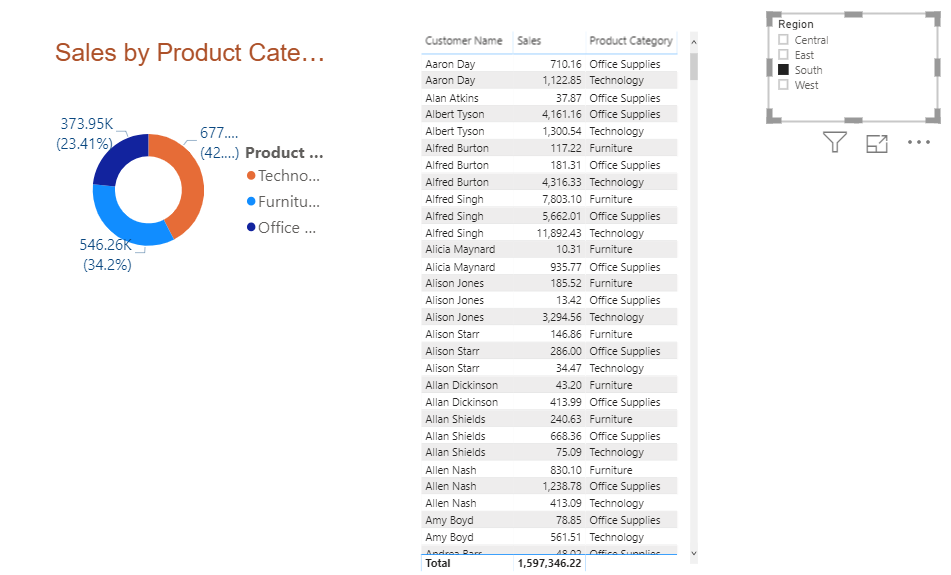 Sales by Product Cate...
373.95K
(23.41%)
677....
(42....)
546.26K
(34.2%)
Product ...
Techno...
Furnitu...
Office ...
Customer Name Sales Product Category
Aaron Day 710.16 Office Supplies
Aaron Day 1,122.85 Technology
Alan Atkins 37.87 Office Supplies
Albert Tyson 4,161.16 Office Supplies
Albert Tyson 1,300.54 Technology
Alfred Burton 117.22 Furniture
Alfred Burton 181.31 Office Supplies
Alfred Burton 4,316.33 Technology
Alfred Singh 7,803.10 Furniture
Alfred Singh 5,662.01 Office Supplies
Alfred Singh 11,892.43 Technology
Alicia Maynard 10.31 Furniture
Alicia Maynard 935.77 Office Supplies
Alison Jones 185.52 Furniture
Alison Jones 13.42 Office Supplies
Alison Jones 3,294.56 Technology
Alison Starr 146.86 Furniture
Alison Starr 286.00 Office Supplies
Alison Starr 34.47 Technology
Allan Dickinson 43.20 Furniture
Allan Dickinson 413.99 Office Supplies
Allan Shields 240.63 Furniture
Allan Shields 668.36 Office Supplies
Allan Shields 75.09 Technology
Allen Nash 830.10 Furniture
Allen Nash 1,238.78 Office Supplies
Allen Nash 413.09 Technology
Amy Boyd 78.85 Office Supplies
Amy Boyd 561.51 Technology
Andrea Barr 48.02 Office Supplies
Total 1,597,346.22
Region
Central
East
South
West